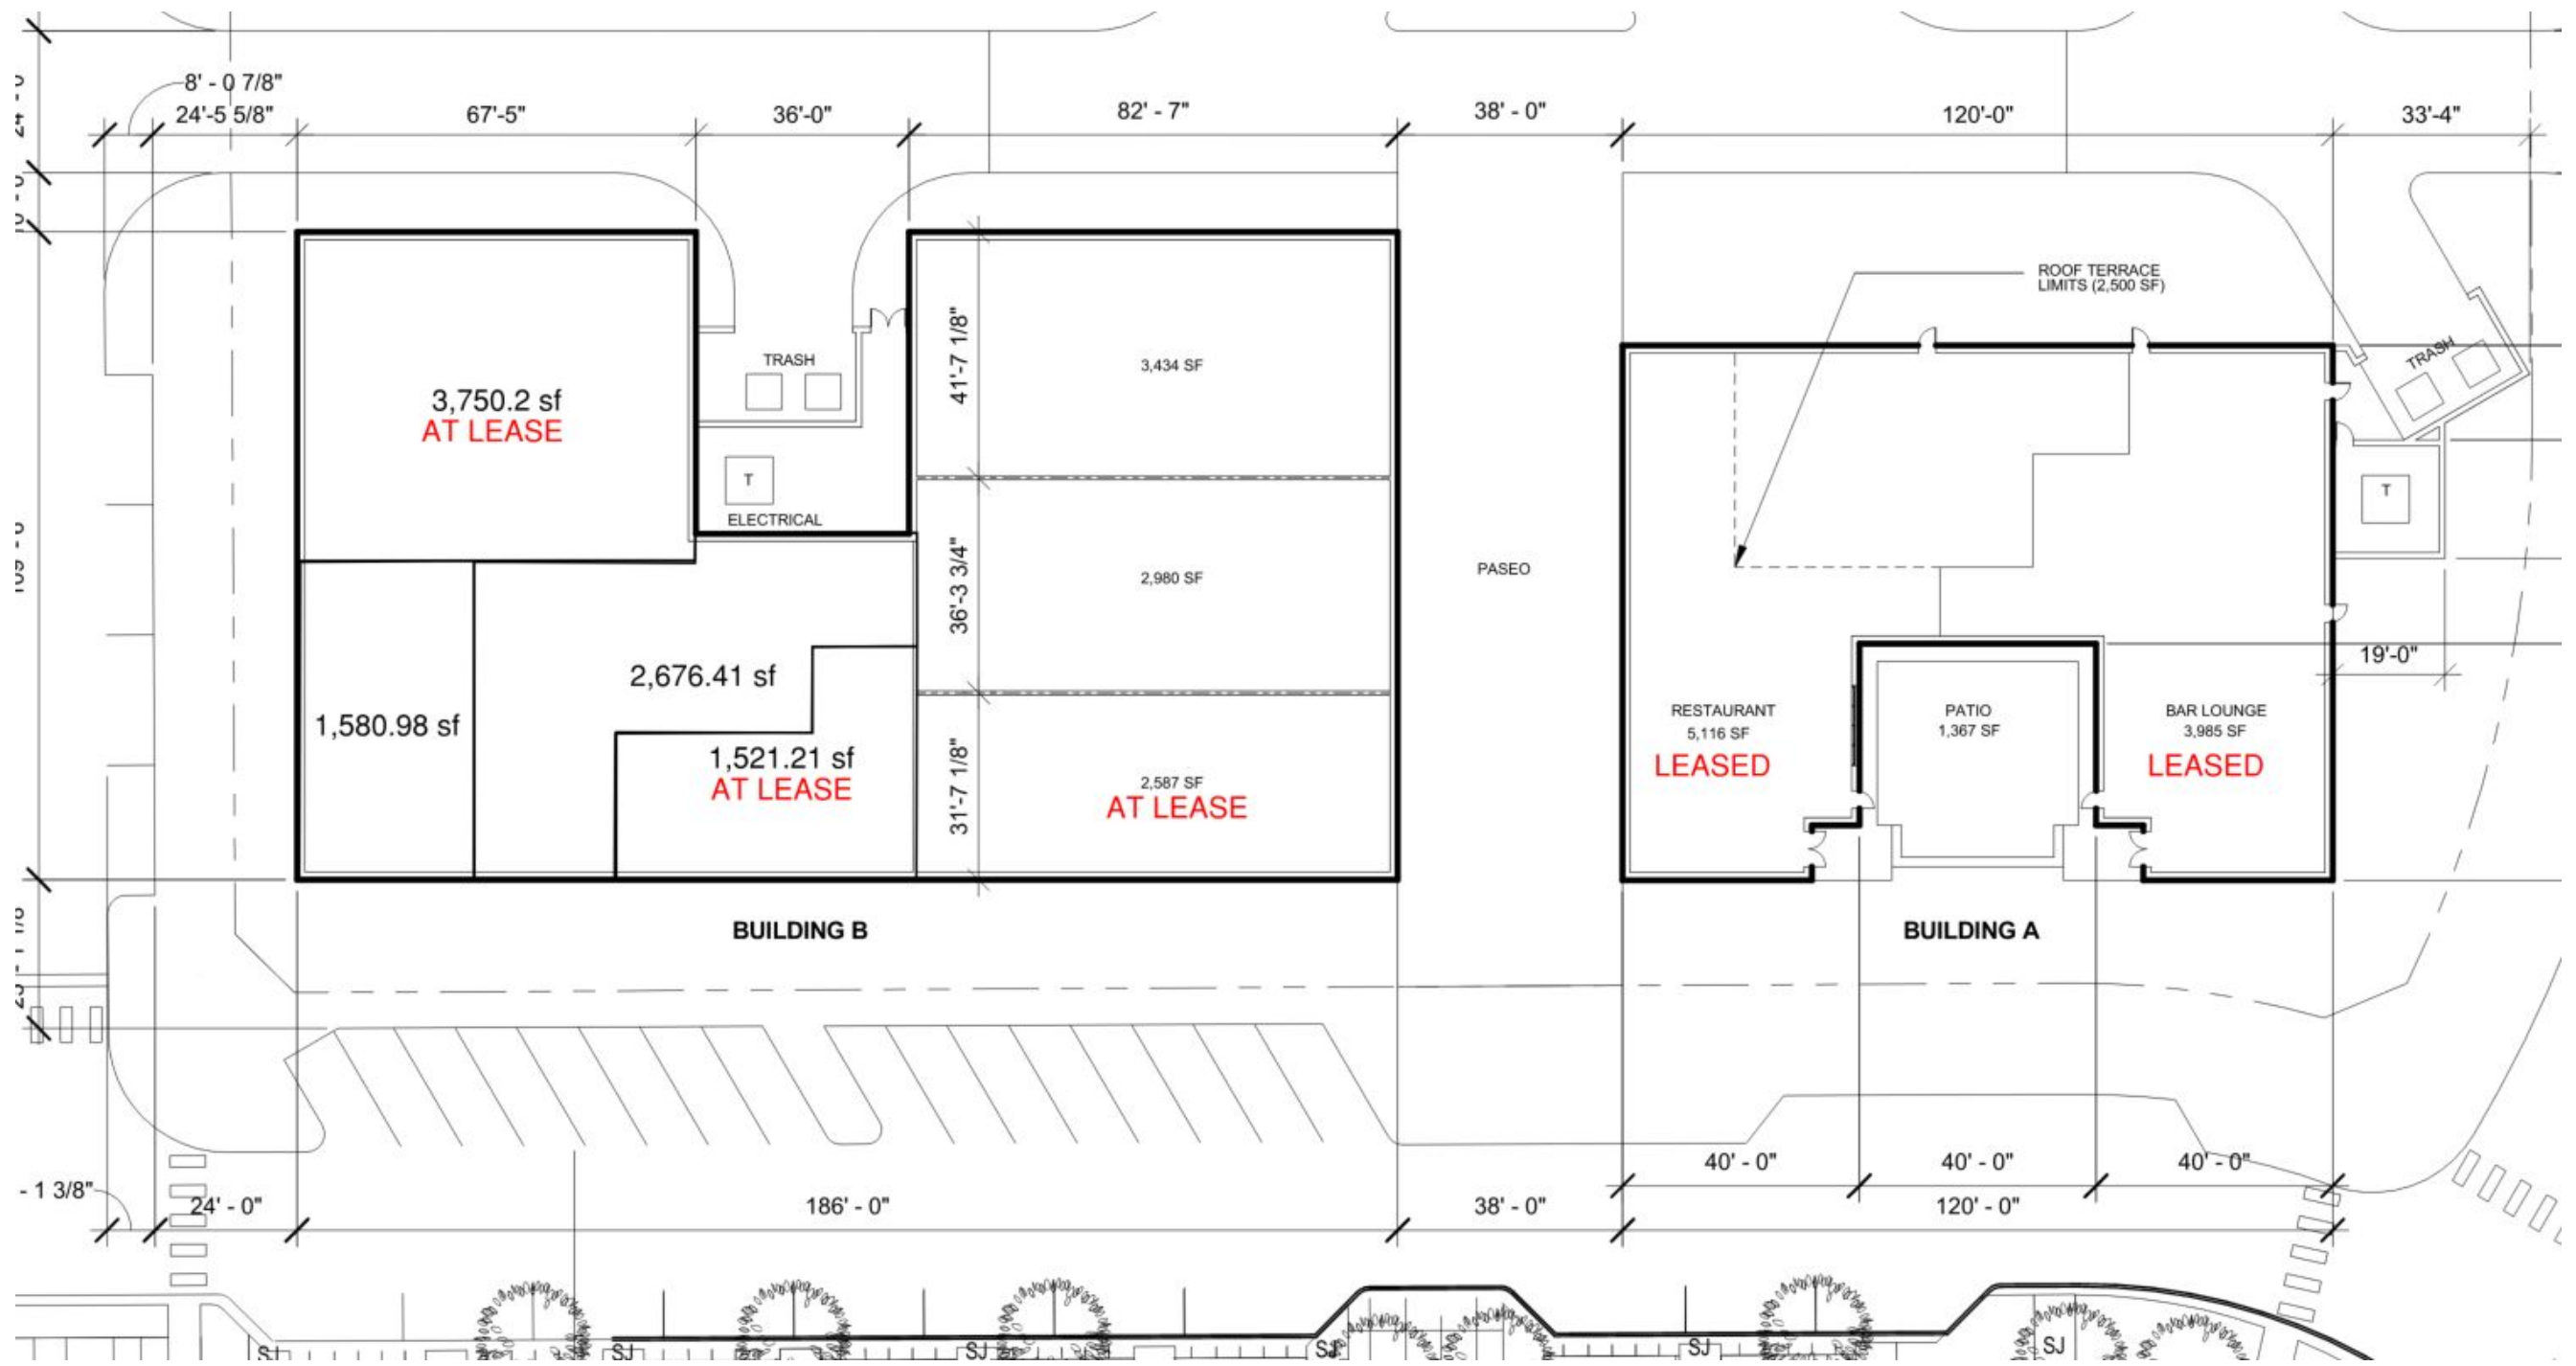 8' - 0 7/8"
24'-5 5/8"
67'-5"
36'-0"
82' - 7"
38' - 0"
120'-0"
33'-4"
ROOF TERRACE
LIMITS (2,500 SF)
TRASH
TRASH
41'-7 1/8"
3,434 SF
3,750.2 sf
AT LEASE
T
ELECTRICAL
T
36'-3 3/4"
2,980 SF
PASEO
19'-0"
2,676.41 sf
1,580.98 sf
1,521.21 sf
AT LEASE
31'-7 1/8"
2,587 SF
AT LEASE
RESTAURANT
5,116 SF
LEASED
PATIO
1,367 SF
BAR LOUNGE
3,985 SF
LEASED
BUILDING B
BUILDING A
40' - 0"
40' - 0"
40' - 0"
- 1 3/8"
24' - 0"
186' - 0"
38' - 0"
120' - 0"
SJ
SJ
SJ
SJ
SJ